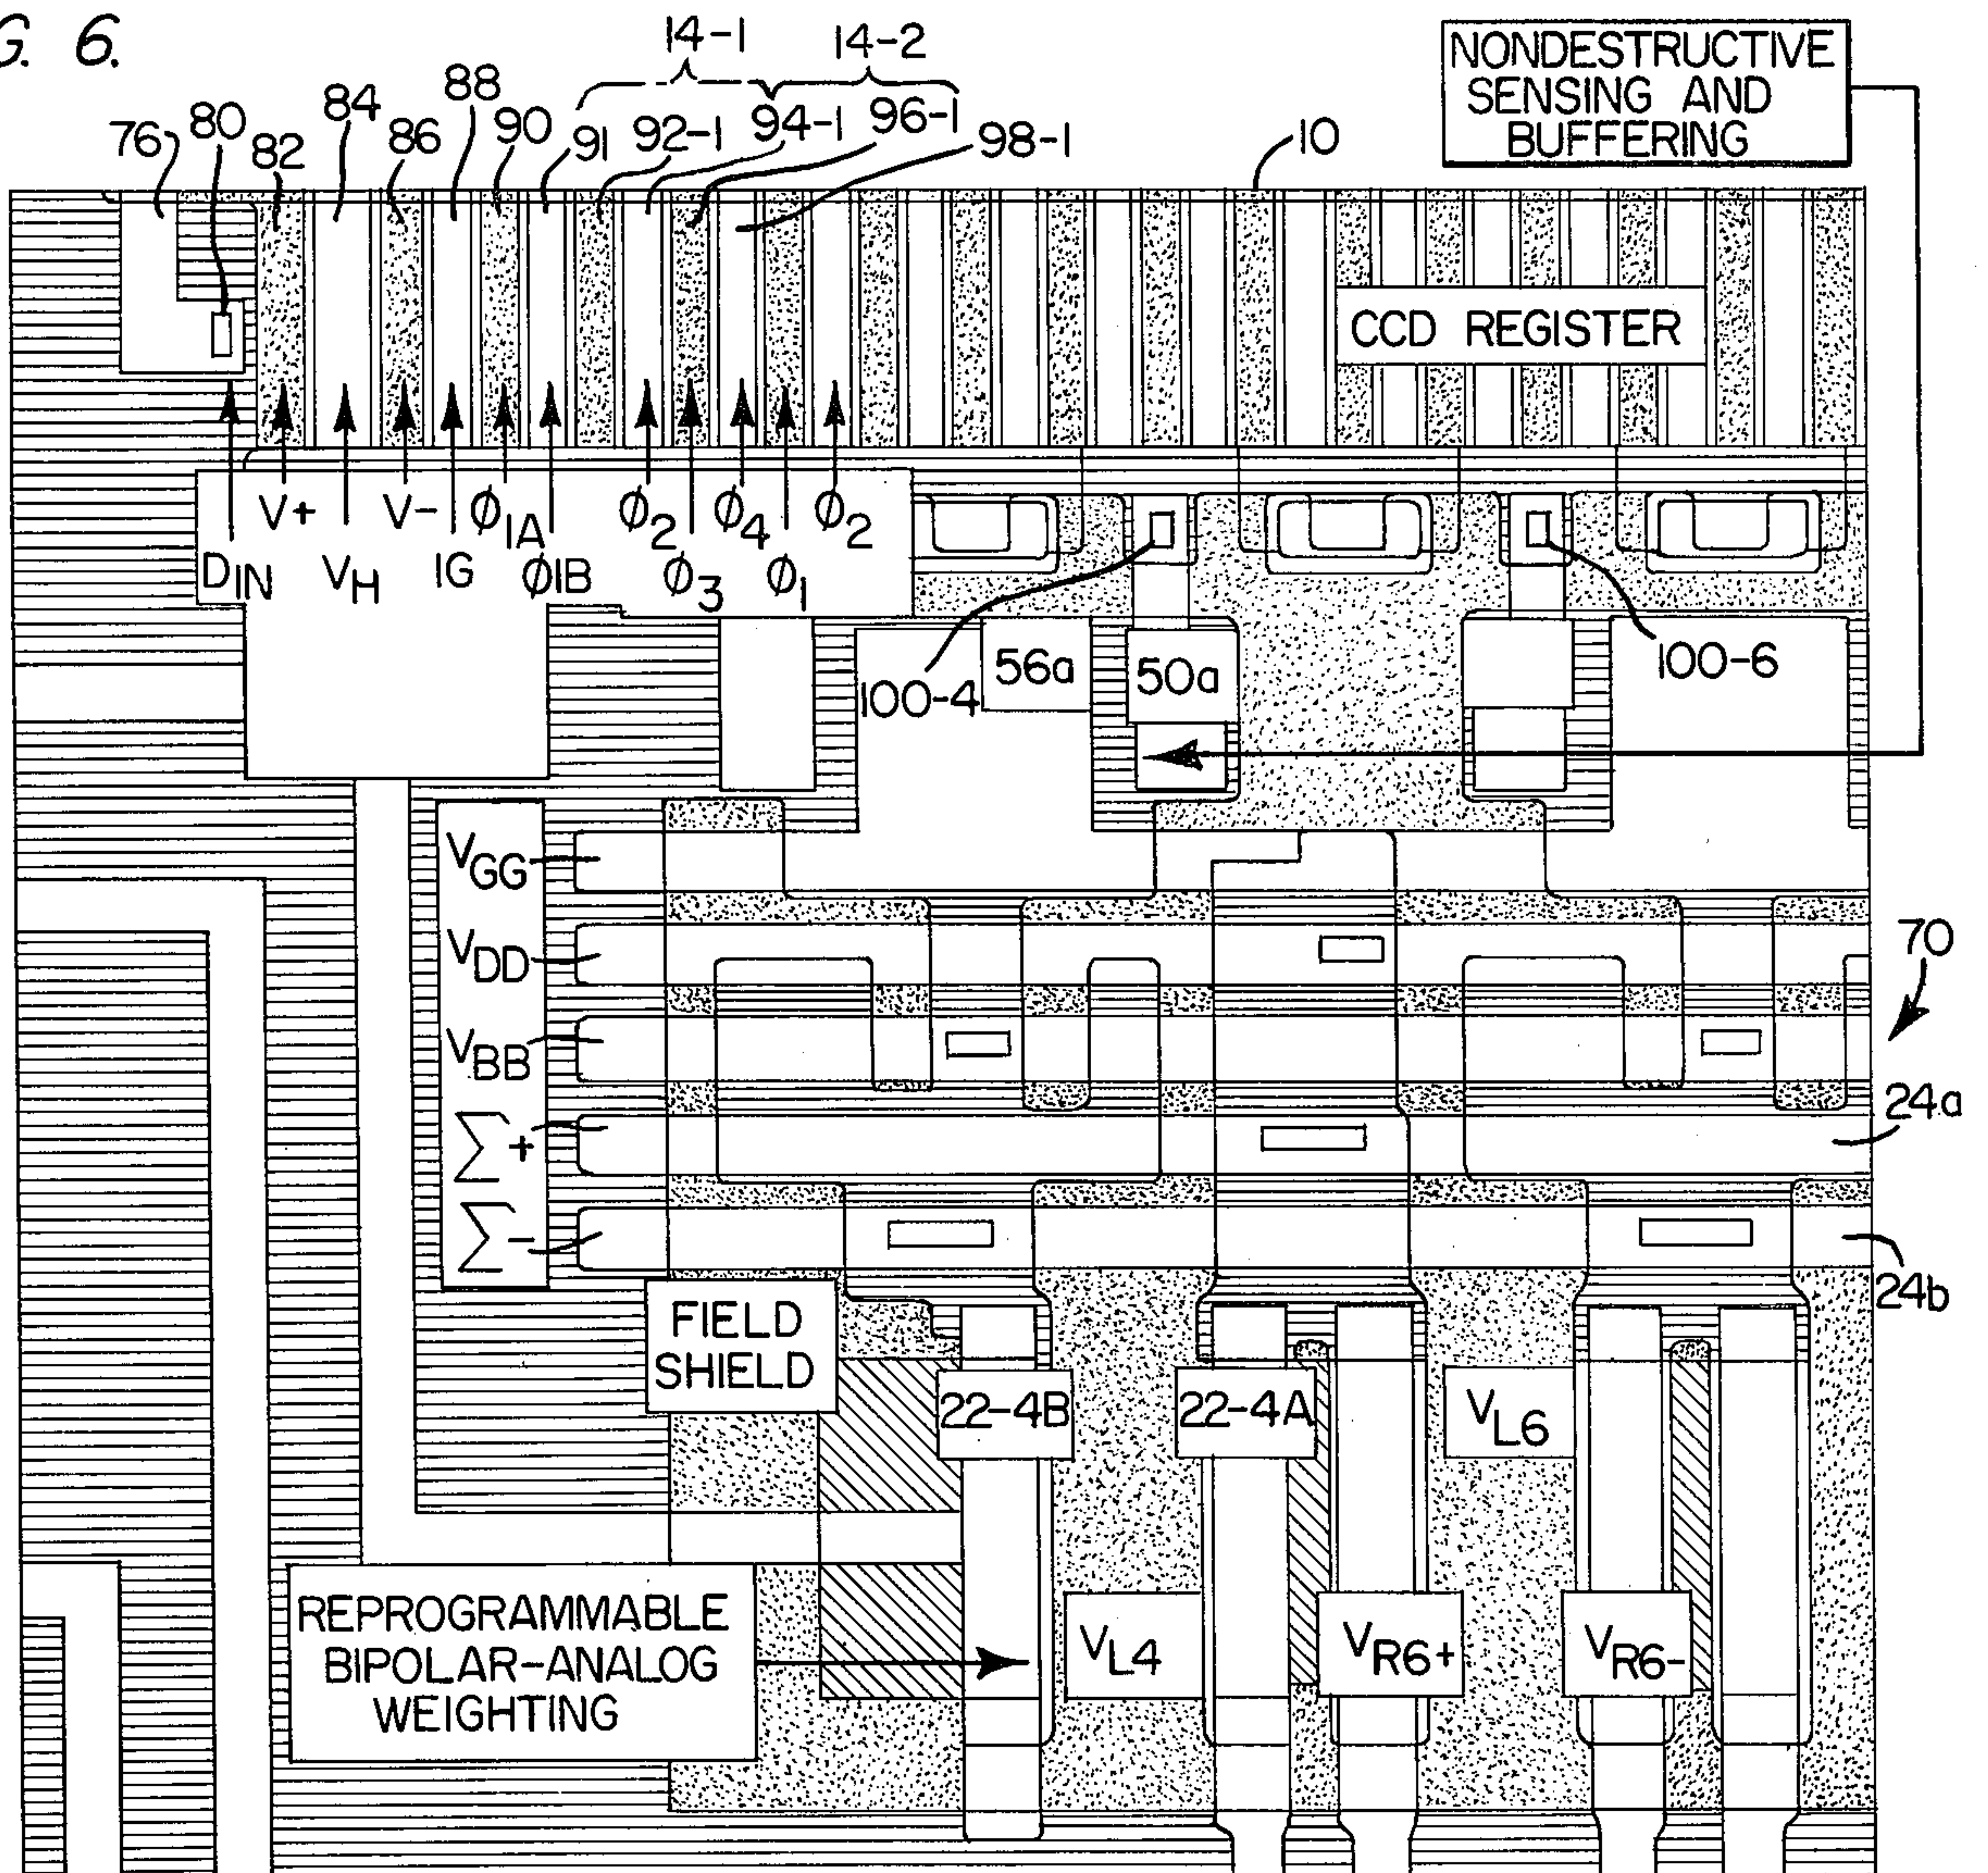 G. 6.
14-1 14-2
NONDESTRUCTIVE
SENSING AND
BUFFERING
76 80 82 84 86 88 90 91 92-1 94-1 96-1 98-1 10
CCD REGISTER
V+ V- ϕ1A ϕ2 ϕ4 ϕ2
DIN VH IG ϕ1B ϕ3 ϕ1
100-4 56a 50a 100-6
VGG
VDD
70
VBB
24a
Σ+
Σ-
24b
FIELD
SHIELD
22-4B 22-4A VL6
REPROGRAMMABLE
BIPOLAR-ANALOG
WEIGHTING
VL4 VR6+ VR6-